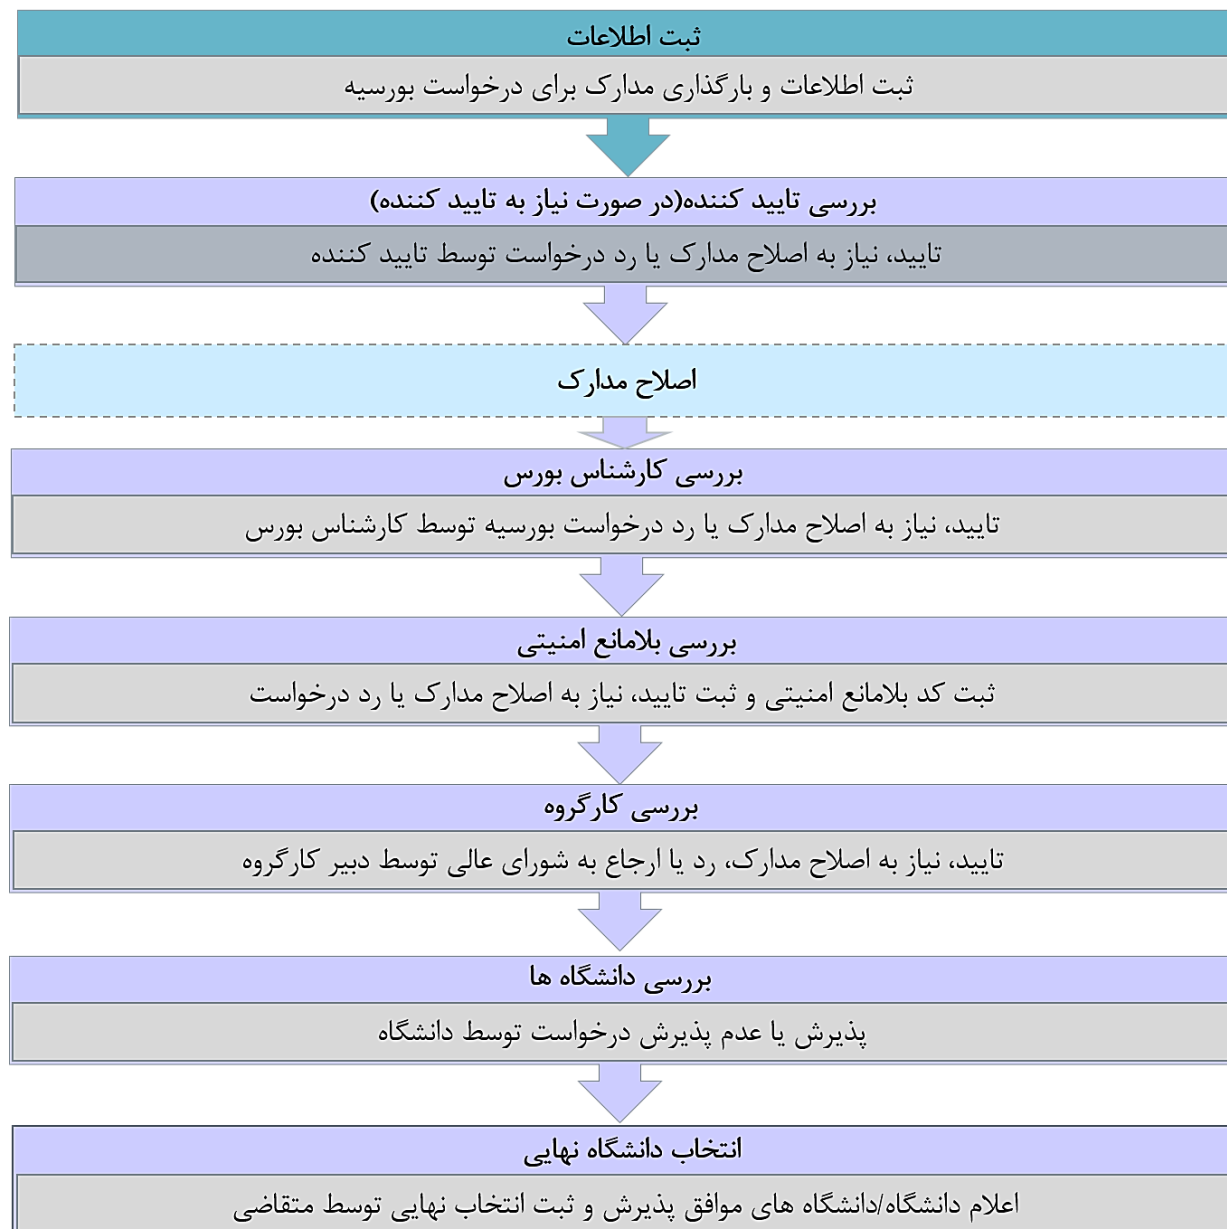 ثبت اطلاعات
ثبت اطلاعات و بارگذاری مدارک برای درخواست بورسیه
بررسی تایید کننده(در صورت نیاز به تایید کننده)
تایید، نیاز به اصلاح مدارک یا رد درخواست توسط تایید کننده
اصلاح مدارک
بررسی کارشناس بورس
تایید، نیاز به اصلاح مدارک یا رد درخواست بورسیه توسط کارشناس بورس
بررسی بلامانع امنیتی
ثبت کد بلامانع امنیتی و ثبت تایید، نیاز به اصلاح مدارک یا رد درخواست
بررسی کارگروه
تایید، نیاز به اصلاح مدارک، رد یا ارجاع به شورای عالی توسط دبیر کارگروه
بررسی دانشگاه ها
پذیرش یا عدم پذیرش درخواست توسط دانشگاه
انتخاب دانشگاه نهایی
اعلام دانشگاه/دانشگاه های موافق پذیرش و ثبت انتخاب نهایی توسط متقاضی